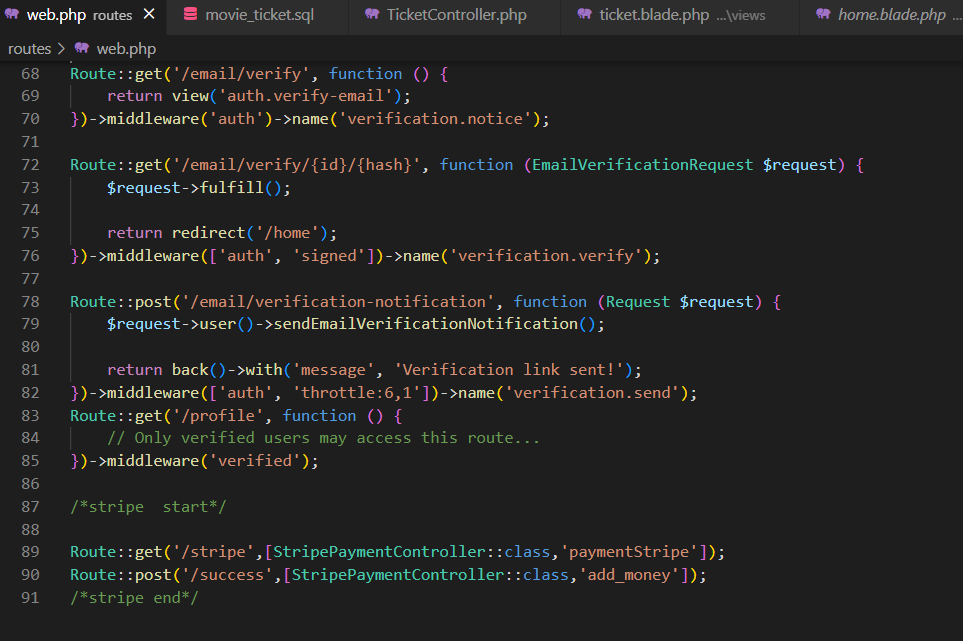 web.php routes ✕ movie_ticket.sql TicketController.php ticket.blade.php ...\views home.blade.php ...
routes > web.php
68 Route::get('/email/verify', function () {
69     return view('auth.verify-email');
70 })->middleware('auth')->name('verification.notice');
71
72 Route::get('/email/verify/{id}/{hash}', function (EmailVerificationRequest $request) {
73     $request->fulfill();
74
75     return redirect('/home');
76 })->middleware(['auth', 'signed'])->name('verification.verify');
77
78 Route::post('/email/verification-notification', function (Request $request) {
79     $request->user()->sendEmailVerificationNotification();
80
81     return back()->with('message', 'Verification link sent!');
82 })->middleware(['auth', 'throttle:6,1'])->name('verification.send');
83 Route::get('/profile', function () {
84     // Only verified users may access this route...
85 })->middleware('verified');
86
87 /*stripe  start*/
88
89 Route::get('/stripe',[StripePaymentController::class,'paymentStripe']);
90 Route::post('/success',[StripePaymentController::class,'add_money']);
91 /*stripe end*/